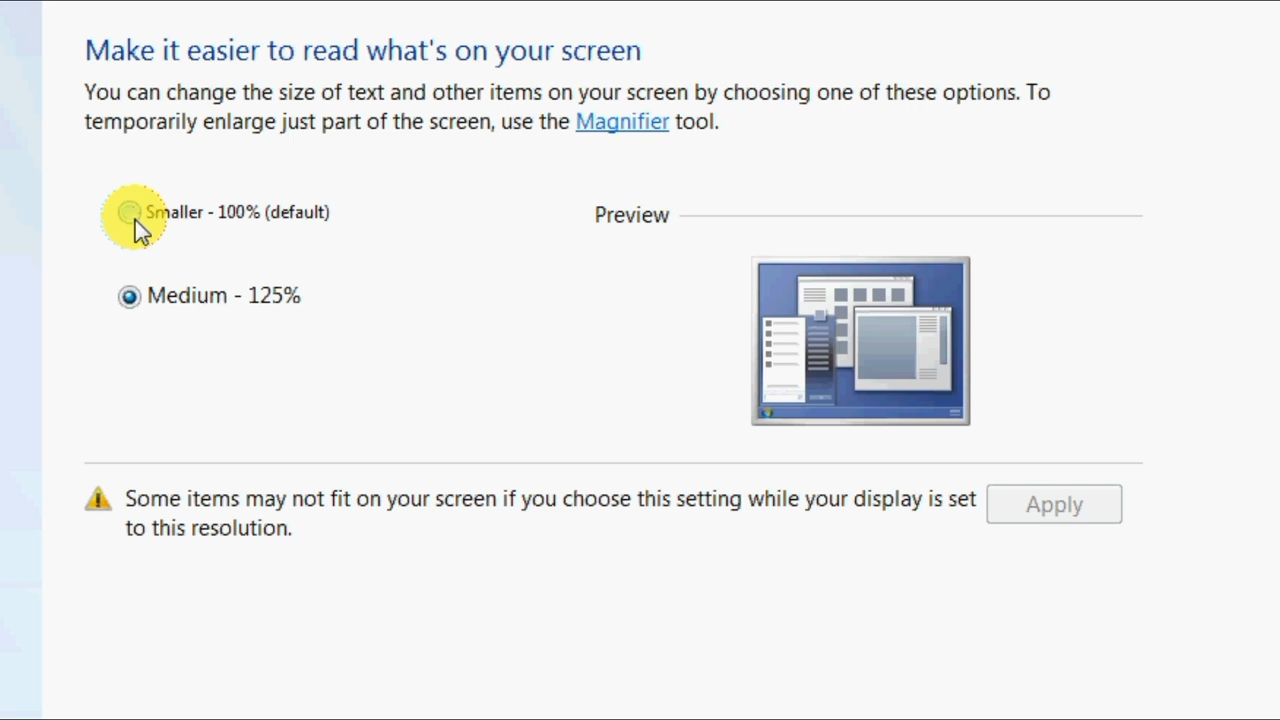 Make it easier to read what's on your screen
You can change the size of text and other items on your screen by choosing one of these options. To
temporarily enlarge just part of the screen, use the Magnifier tool.
Smaller - 100% (default)
Preview
Medium - 125%
Some items may not fit on your screen if you choose this setting while your display is set
to this resolution.
Apply